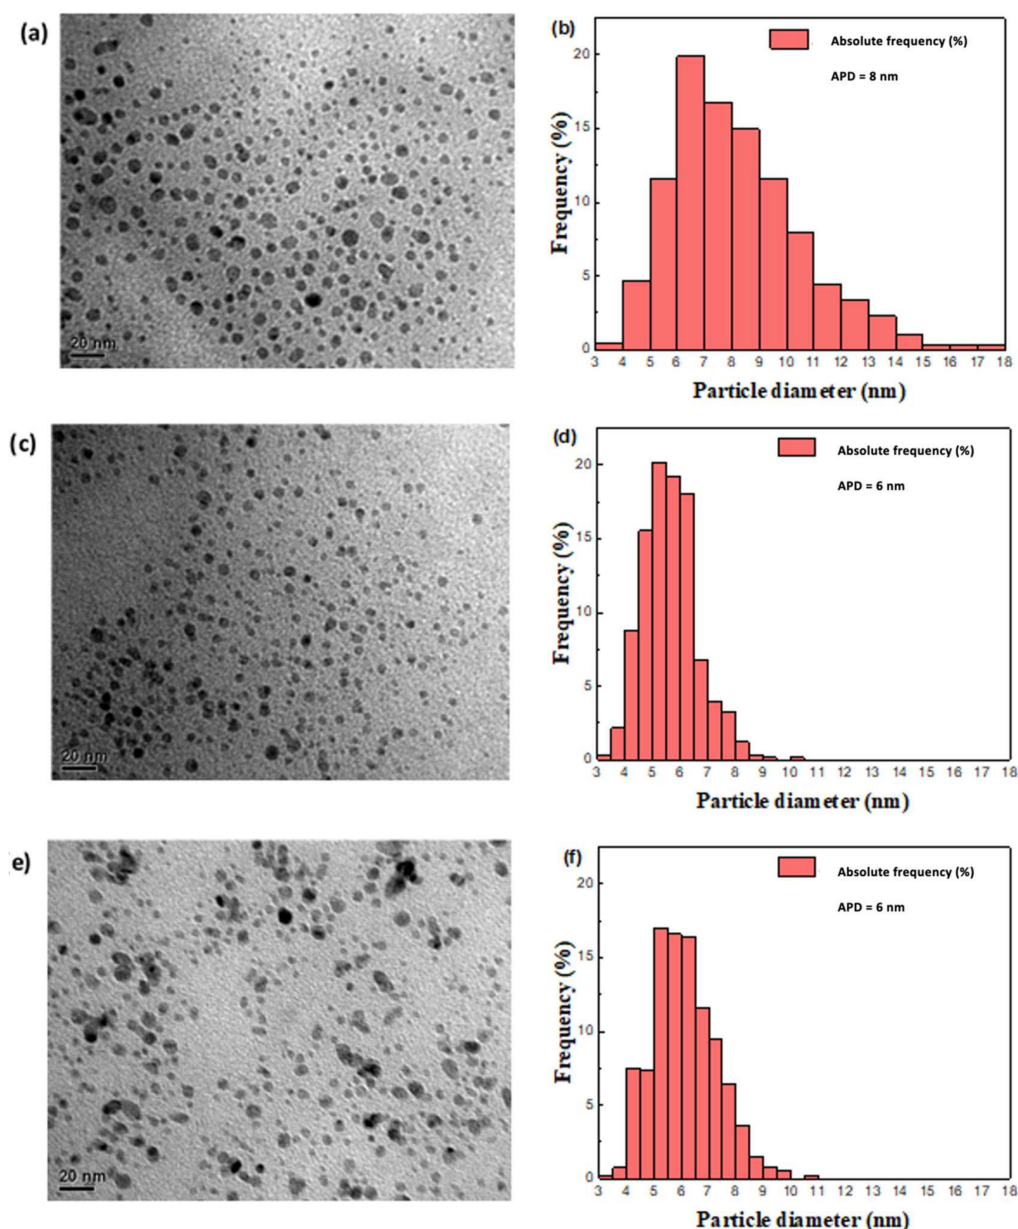 (a)
20 nm
(b)
Absolute frequency (%)
APD = 8 nm
Frequency (%)
20
15
10
5
0
3 4 5 6 7 8 9 10 11 12 13 14 15 16 17 18
Particle diameter (nm)
(c)
20 nm
(d)
Absolute frequency (%)
APD = 6 nm
Frequency (%)
20
15
10
5
0
3 4 5 6 7 8 9 10 11 12 13 14 15 16 17 18
Particle diameter (nm)
e)
20 nm
(f)
Absolute frequency (%)
APD = 6 nm
Frequency (%)
20
15
10
5
0
3 4 5 6 7 8 9 10 11 12 13 14 15 16 17 18
Particle diameter (nm)